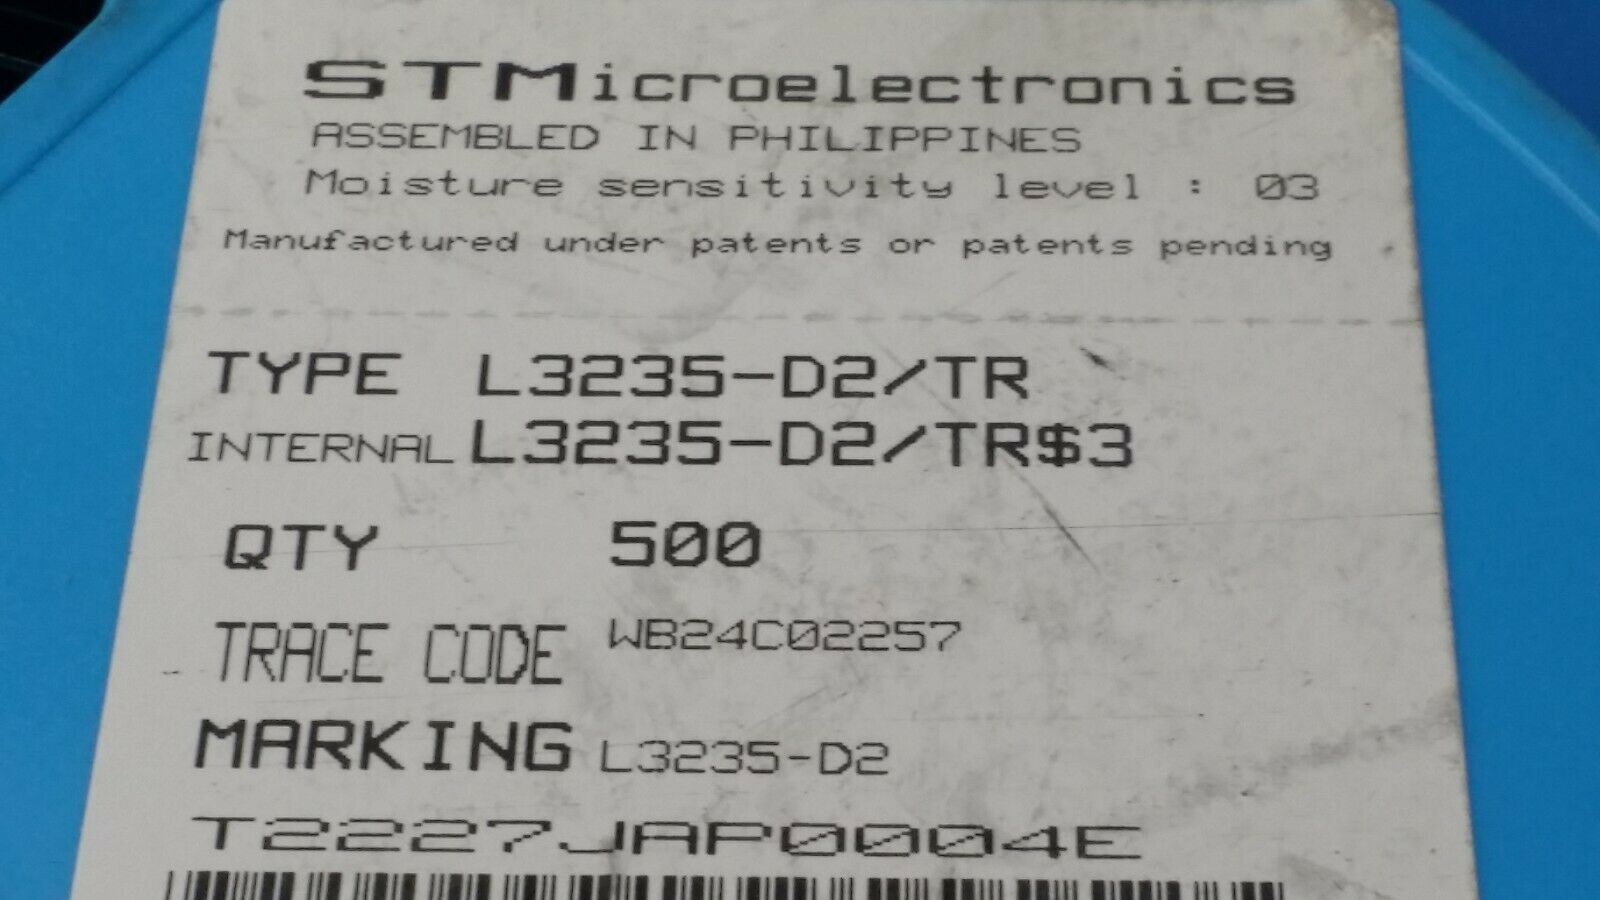 STMicroelectronics
ASSEMBLED IN PHILIPPINES
Moisture sensitivity level : 03
Manufactured under patents or patents pending
TYPE L3235-D2/TR
INTERNAL L3235-D2/TR$3
QTY 500
TRACE CODE WB24C02257
MARKING L3235-D2
T2227JAP0004E